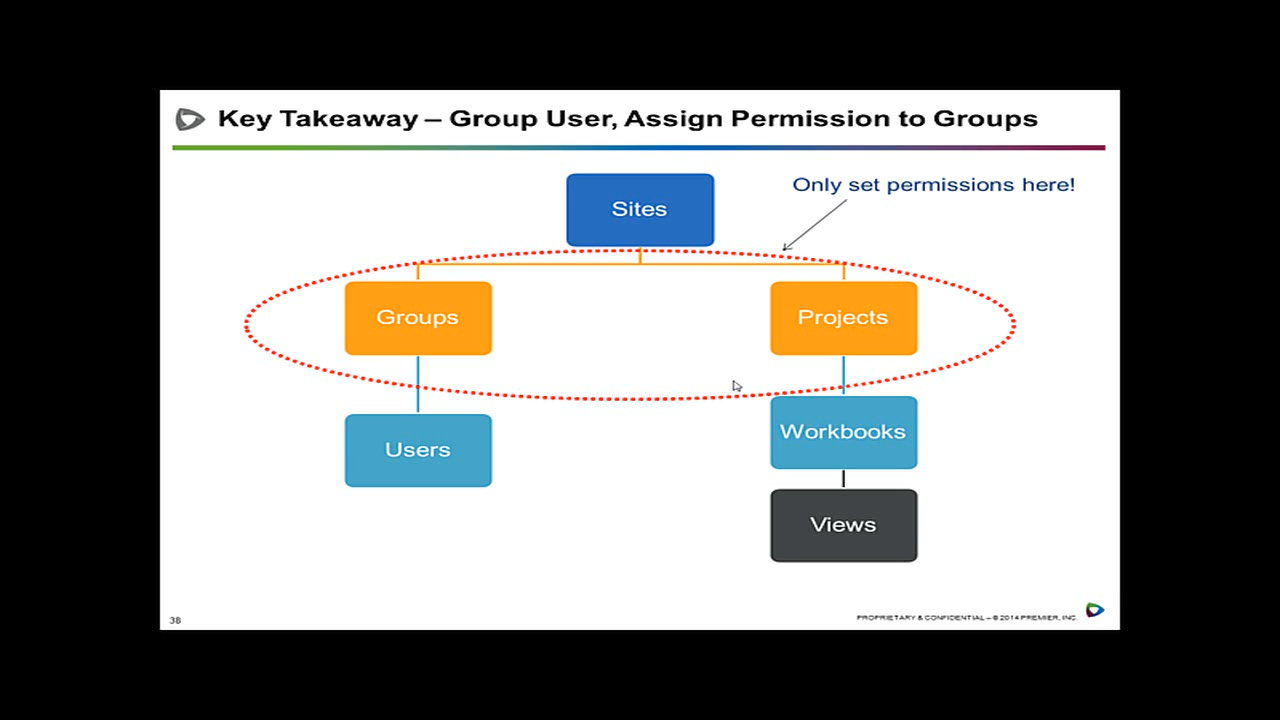 Key Takeaway – Group User, Assign Permission to Groups
Only set permissions here!
Sites
Groups
Projects
Users
Workbooks
Views
38
PROPRIETARY & CONFIDENTIAL – © 2014 PREMIER, INC.